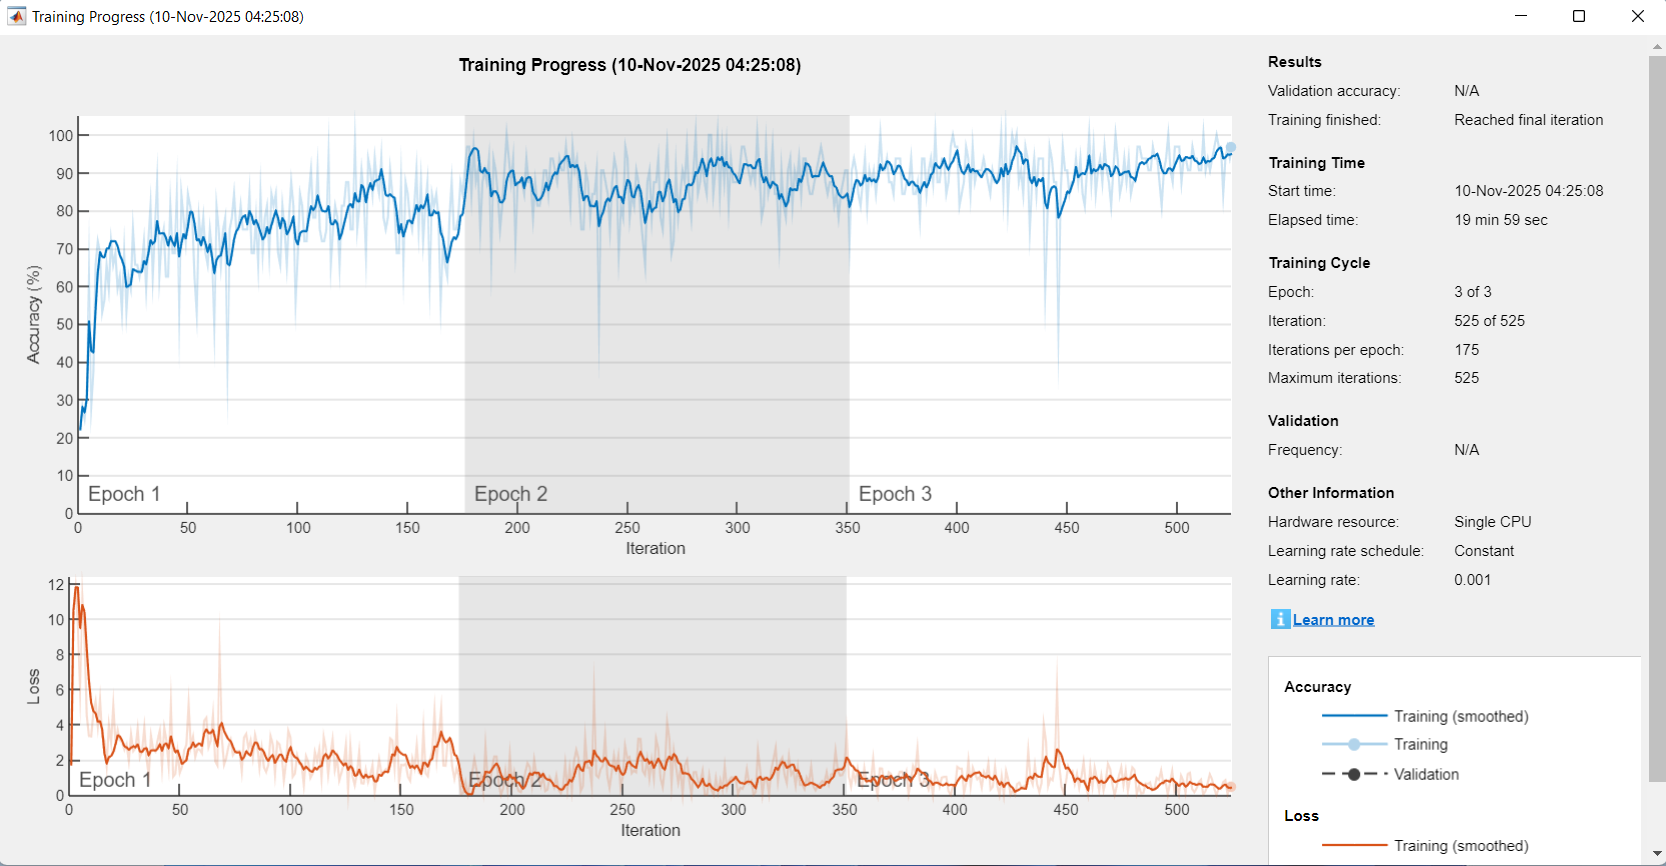 Training Progress (10-Nov-2025 04:25:08)
Training Progress (10-Nov-2025 04:25:08)
100
90
80
70
60
50
40
30
20
10
0
Accuracy (%)
Epoch 1
Epoch 2
Epoch 3
0 50 100 150 200 250 300 350 400 450 500
Iteration
12
10
8
6
4
2
0
Loss
Epoch 1
Epoch 2
Epoch 3
0 50 100 150 200 250 300 350 400 450 500
Iteration
Results
Validation accuracy: N/A
Training finished: Reached final iteration
Training Time
Start time: 10-Nov-2025 04:25:08
Elapsed time: 19 min 59 sec
Training Cycle
Epoch: 3 of 3
Iteration: 525 of 525
Iterations per epoch: 175
Maximum iterations: 525
Validation
Frequency: N/A
Other Information
Hardware resource: Single CPU
Learning rate schedule: Constant
Learning rate: 0.001
i Learn more
Accuracy
Training (smoothed)
Training
Validation
Loss
Training (smoothed)